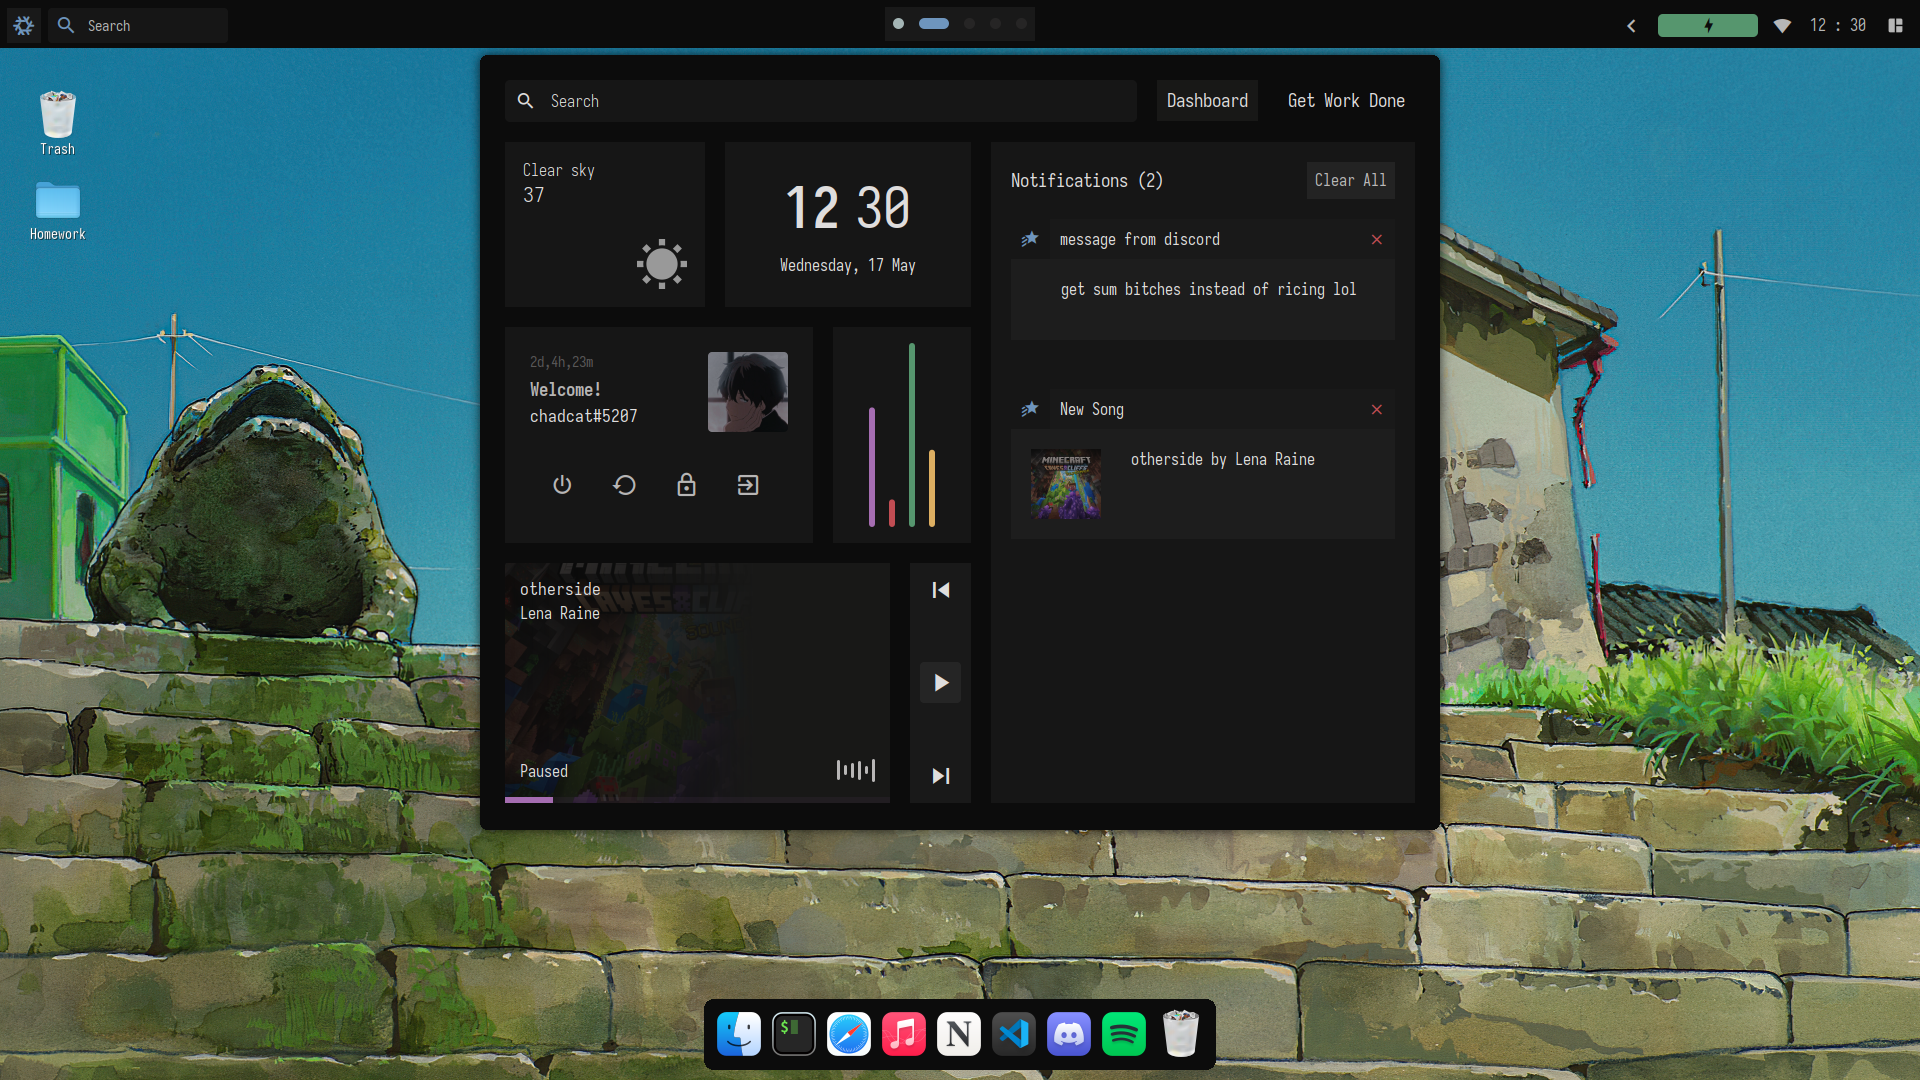 Search
12 : 30
Trash
Homework
Search
Dashboard
Get Work Done
Clear sky
37
12 30
Wednesday, 17 May
Notifications (2)
Clear All
message from discord
get sum bitches instead of ricing lol
New Song
MINECRAFT
otherside by Lena Raine
2d,4h,23m
Welcome!
chadcat#5207
otherside
Lena Raine
Paused
$
N